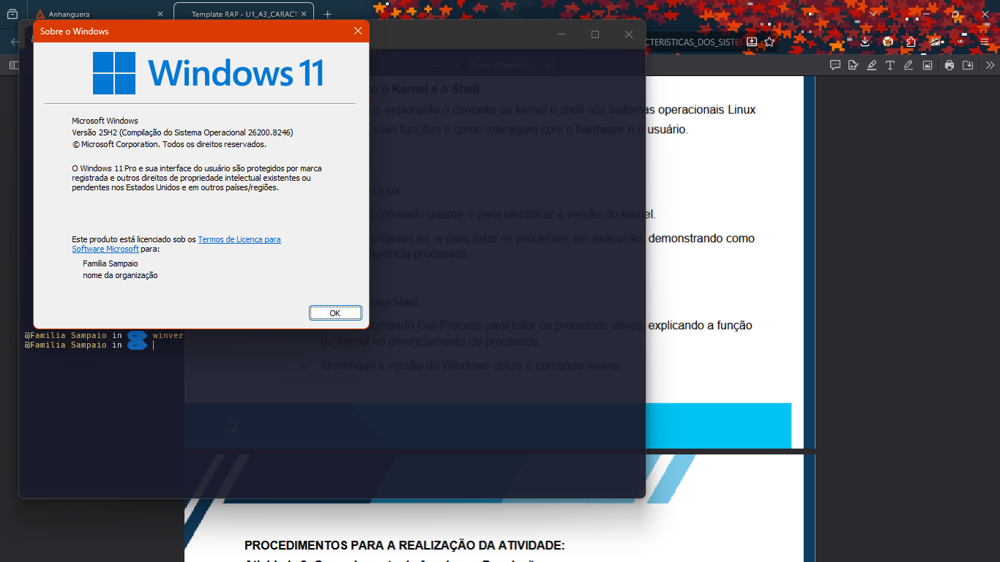 Anhanguera
Template RAP - U1_A3_CARACT
Sobre o Windows
CTERISTICAS_DOS_SISTE
Zoom automático
Windows 11
Microsoft Windows
Versão 25H2 (Compilação do Sistema Operacional 26200.8246)
© Microsoft Corporation. Todos os direitos reservados.
O Windows 11 Pro e sua interface do usuário são protegidos por marca
registrada e outros direitos de propriedade intelectual existentes ou
pendentes nos Estados Unidos e em outros países/regiões.
Este produto está licenciado sob os Termos de Licença para
Software Microsoft para:
Familia Sampaio
nome da organização
OK
@Familia Sampaio in ~ winver
@Familia Sampaio in ~
o o Kernel e o Shell
os explorarão o conceito de kernel e shell nos sistemas operacionais Linux
suas funções e como interagem com o hardware e o usuário.
Linux
o comando uname -r para identificar a versão do kernel.
comando ps -e para listar os processos em execução, demonstrando como
gerencia processos
owerShell.
comando Get-Process para listar os processos ativos, explicando a função
do kernel no gerenciamento de processos.
o Identifique a versão do Windows utilize o comando winver
2
PROCEDIMENTOS PARA A REALIZAÇÃO DA ATIVIDADE: